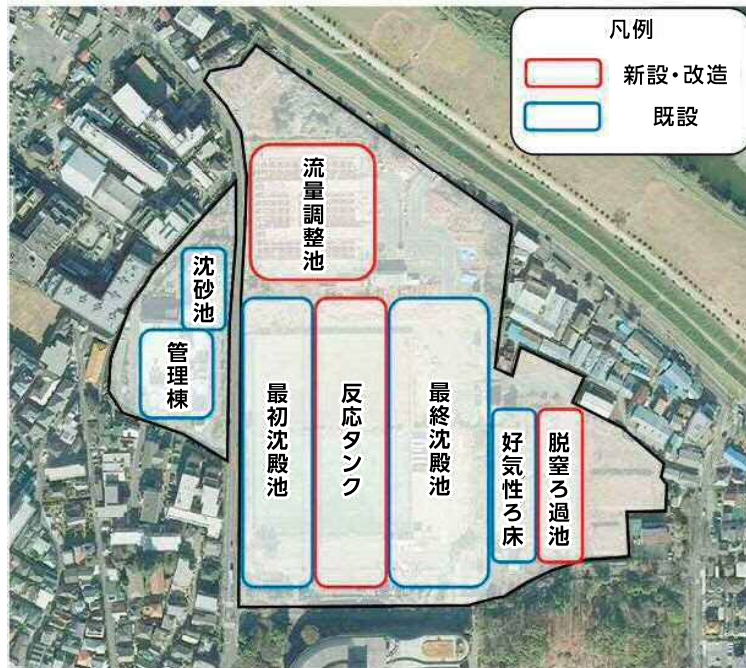 凡例
新設・改造
既設
流量調整池
沈砂池
管理棟
最初沈殿池
反応タンク
最終沈殿池
好気性ろ床
脱窒ろ過池